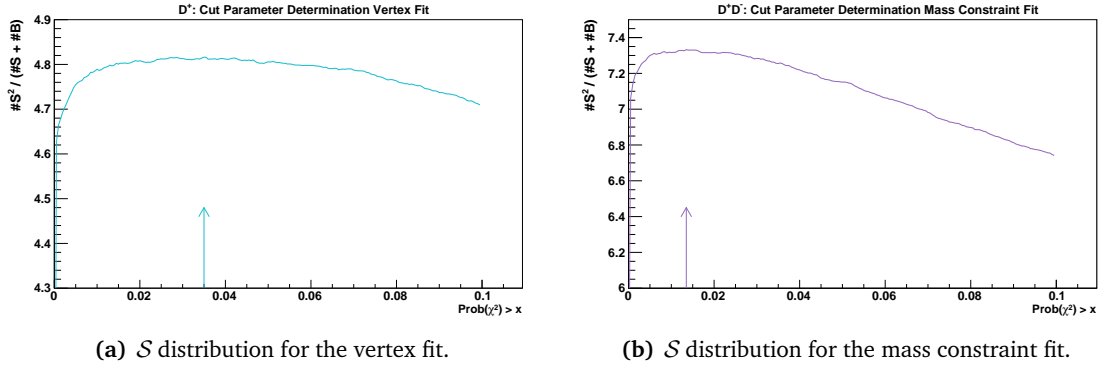 D⁺: Cut Parameter Determination Vertex Fit
#S² / (#S + #B)
4.9
4.8
4.7
4.6
4.5
4.4
4.3
0 0.02 0.04 0.06 0.08 0.1
Prob(χ²) > x
(a) S distribution for the vertex fit.
D⁺D⁻: Cut Parameter Determination Mass Constraint Fit
#S² / (#S + #B)
7.4
7.2
7
6.8
6.6
6.4
6.2
6
0 0.02 0.04 0.06 0.08 0.1
Prob(χ²) > x
(b) S distribution for the mass constraint fit.